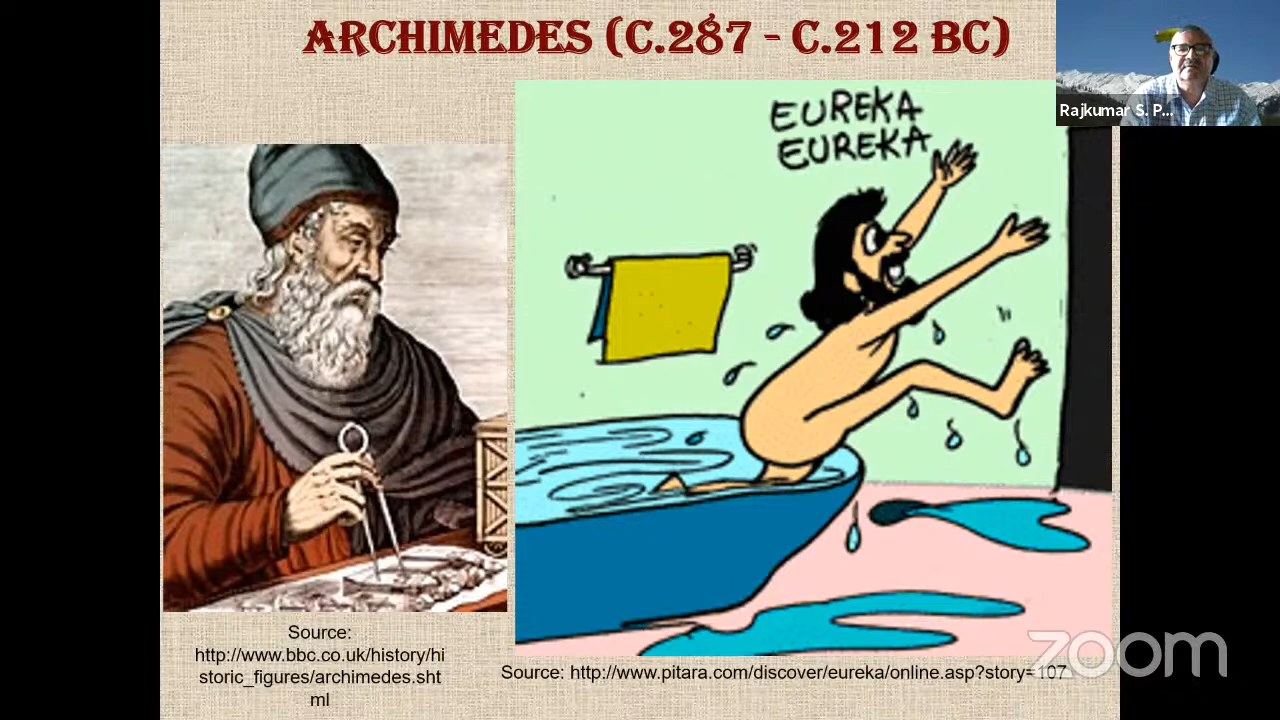 ARCHIMEDES (C.287 - C.212 BC)
Rajkumar S. P...
EUREKA
EUREKA
Source:
http://www.bbc.co.uk/history/hi
storic_figures/archimedes.sht
ml
Source: http://www.pitara.com/discover/eureka/online.asp?story=107
zoom